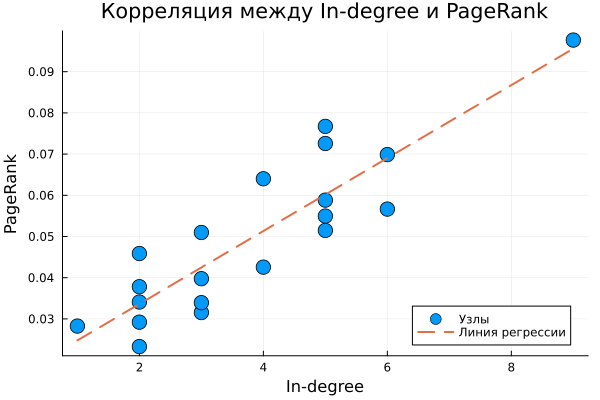 Корреляция между In-degree и PageRank
PageRank
0.09
0.08
0.07
0.06
0.05
0.04
0.03
Узлы
Линия регрессии
2
4
6
8
In-degree